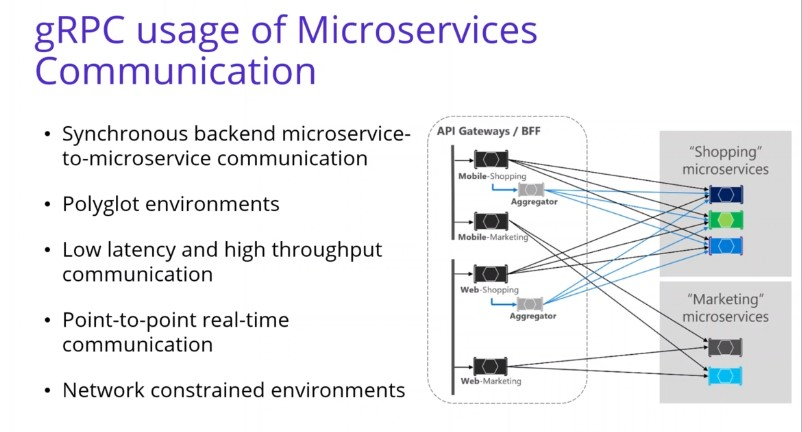 gRPC usage of Microservices
Communication
• Synchronous backend microservice-
to-microservice communication
• Polyglot environments
• Low latency and high throughput
communication
• Point-to-point real-time
communication
• Network constrained environments
API Gateways / BFF
Mobile-Shopping
Aggregator
Mobile-Marketing
Web-Shopping
Aggregator
Web-Marketing
“Shopping”
microservices
“Marketing”
microservices